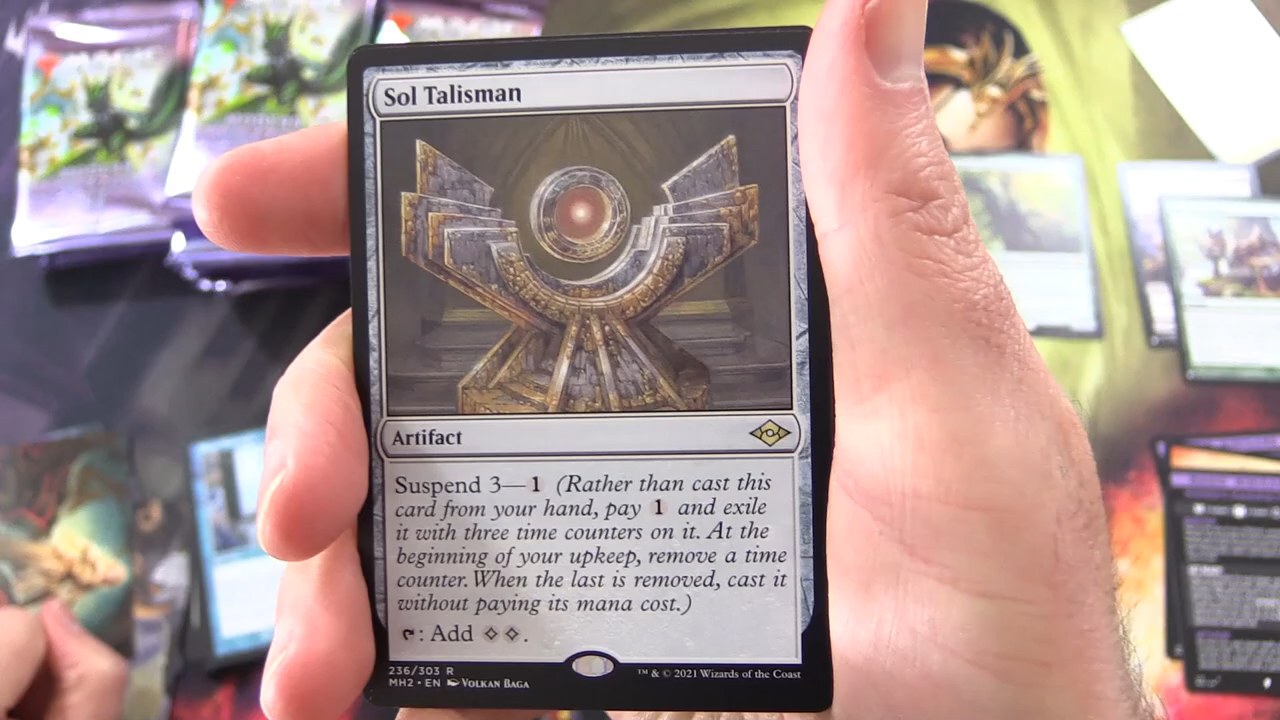 Sol Talisman
Artifact
Suspend 3—1 (Rather than cast this
card from your hand, pay 1 and exile
it with three time counters on it. At the
beginning of your upkeep, remove a time
counter. When the last is removed, cast it
without paying its mana cost.)
: Add .
236/303 R
MH2 • EN VOLKAN BAGA
™ & © 2021 Wizards of the Coast